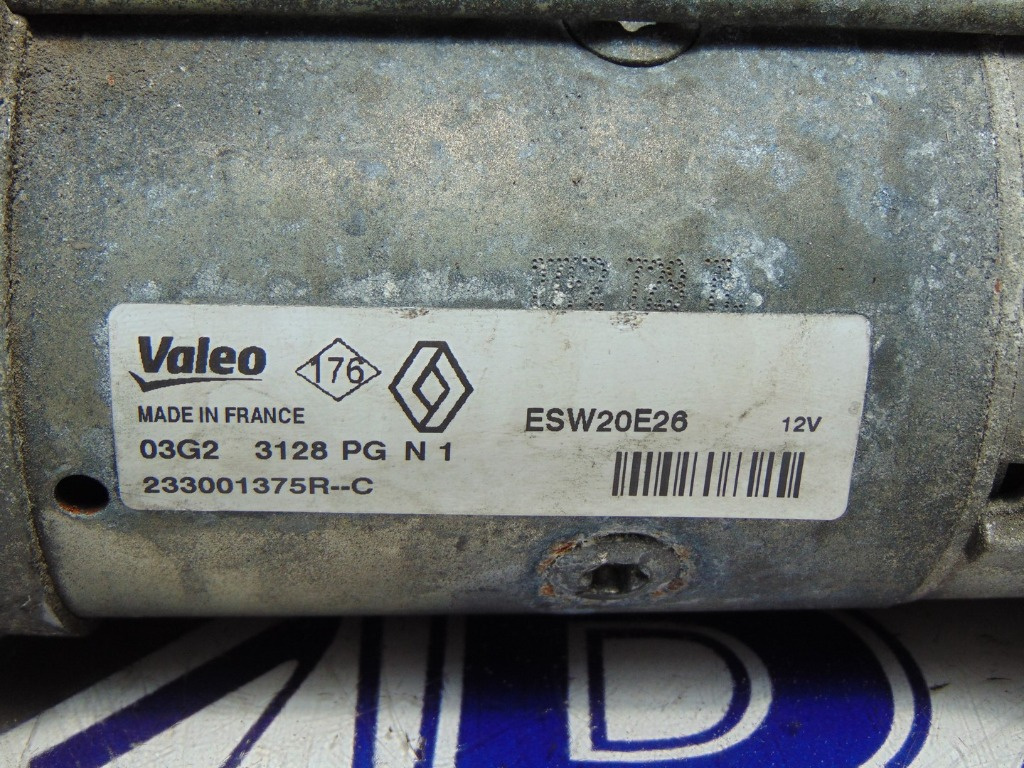 Valeo 176
MADE IN FRANCE ESW20E26 12V
03G2 3128 PG N 1
233001375R--C